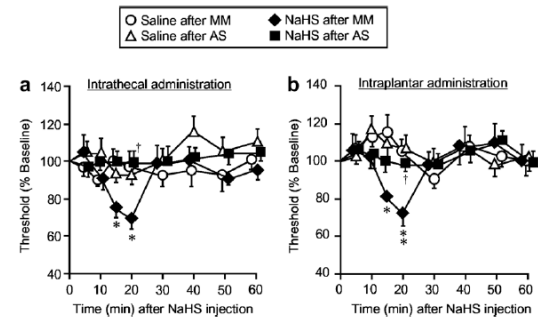 Saline after MM NaHS after MM
Saline after AS NaHS after AS
a Intrathecal administration
140
120
100
80
60
40
Threshold (% Baseline)
†
* *
0 10 20 30 40 50 60
Time (min) after NaHS injection
b Intraplantar administration
140
120
100
80
60
40
Threshold (% Baseline)
†
* *
*
0 10 20 30 40 50 60
Time (min) after NaHS injection